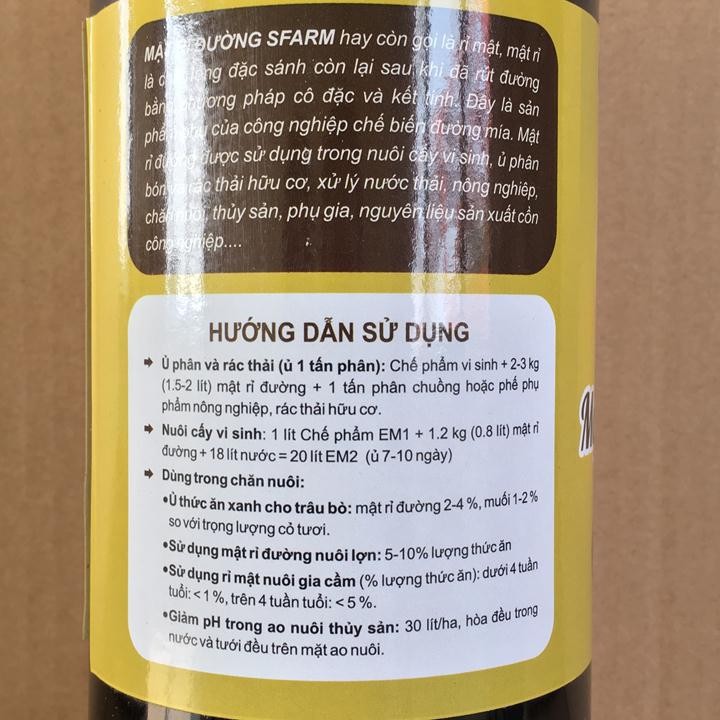 MẬT RỈ ĐƯỜNG SFARM hay còn gọi là rỉ mật, mật rỉ
là chất lỏng đặc sánh còn lại sau khi đã rút đường
bằng phương pháp cô đặc và kết tinh. Đây là sản
phẩm phụ của công nghiệp chế biến đường mía. Mật
rỉ đường được sử dụng trong nuôi cấy vi sinh, ủ phân
bón và rác thải hữu cơ, xử lý nước thải, nông nghiệp,
chăn nuôi, thủy sản, phụ gia, nguyên liệu sản xuất cồn
công nghiệp....
HƯỚNG DẪN SỬ DỤNG
Ủ phân và rác thải (ủ 1 tấn phân): Chế phẩm vi sinh + 2-3 kg
(1.5-2 lít) mật rỉ đường + 1 tấn phân chuồng hoặc phế phụ
phẩm nông nghiệp, rác thải hữu cơ.
Nuôi cấy vi sinh: 1 lít Chế phẩm EM1 + 1.2 kg (0.8 lít) mật rỉ
đường + 18 lít nước = 20 lít EM2 (ủ 7-10 ngày)
Dùng trong chăn nuôi:
•Ủ thức ăn xanh cho trâu bò: mật rỉ đường 2-4 %, muối 1-2 %
so với trọng lượng cỏ tươi.
•Sử dụng mật rỉ đường nuôi lợn: 5-10% lượng thức ăn
•Sử dụng rỉ mật nuôi gia cầm (% lượng thức ăn): dưới 4 tuần
tuổi: < 1 %, trên 4 tuần tuổi: < 5 %.
•Giảm pH trong ao nuôi thủy sản: 30 lít/ha, hòa đều trong
nước và tưới đều trên mặt ao nuôi.